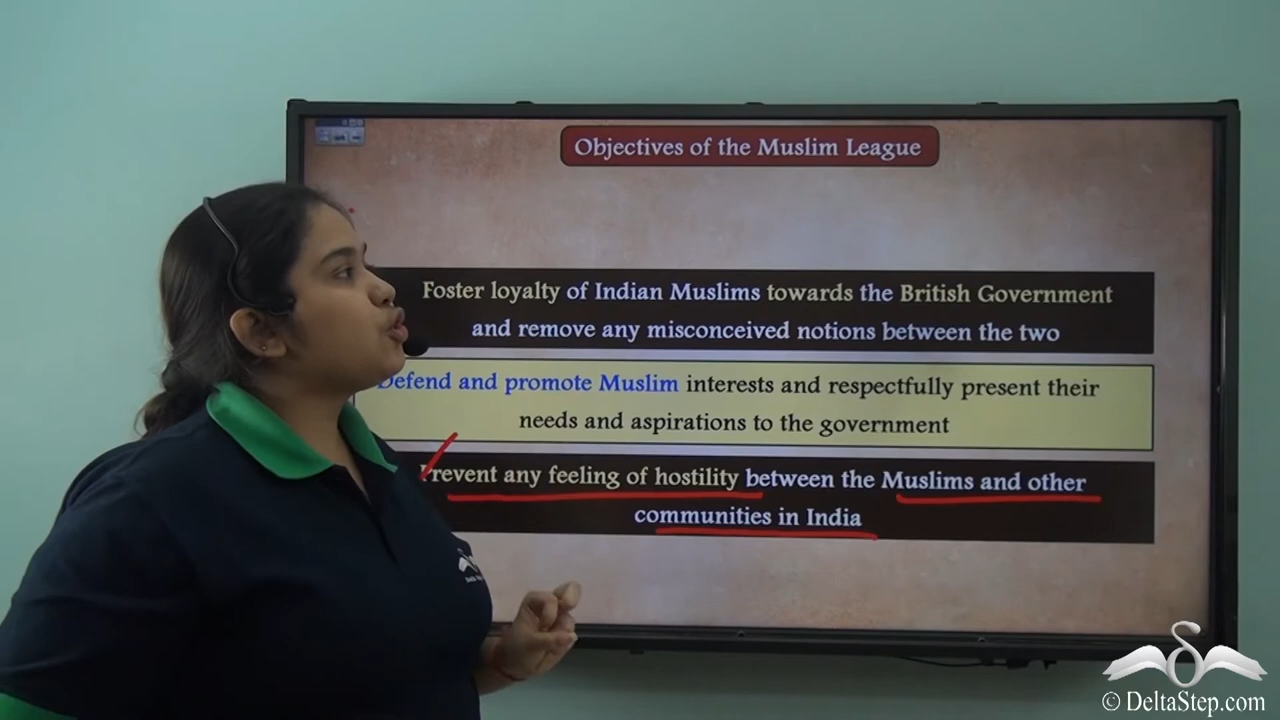 Objectives of the Muslim League
Foster loyalty of Indian Muslims towards the British Government
and remove any misconceived notions between the two
Defend and promote Muslim interests and respectfully present their
needs and aspirations to the government
Prevent any feeling of hostility between the Muslims and other
communities in India
© DeltaStep.com